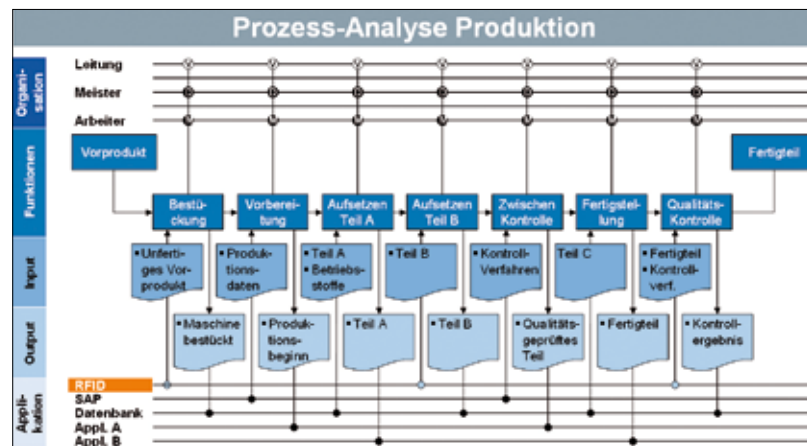 Prozess-Analyse Produktion
Organi-
sation
Leitung
Meister
Arbeiter
Funktionen
Vorprodukt
Fertigteil
Bestü-
ckung
Vorberei-
tung
Aufsetzen
Teil A
Aufsetzen
Teil B
Zwischen
Kontrolle
Fertigstel-
lung
Qualitäts-
Kontrolle
Input
▪ Unferti-
ges Vor-
produkt
▪ Produk-
tions-
daten
▪ Teil A
▪ Betriebs-
stoffe
▪ Teil B
▪ Kontroll-
Verfahren
Teil C
▪ Fertigteil
▪ Kontroll-
verf.
Output
▪ Maschine
bestückt
▪ Produk-
tions-
beginn
▪ Teil A
▪ Teil B
▪ Qualitäts-
geprüftes
Teil
▪ Fertigteil
▪ Kontroll-
ergebnis
Appli-
kation
RFID
SAP
Datenbank
Appl. A
Appl. B